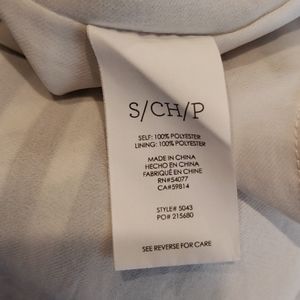 S/CH/P
SELF: 100% POLYESTER
LINING: 100% POLYESTER
MADE IN CHINA
HECHO EN CHINA
FABRIQUÉ EN CHINE
RN#54077
CA#59814
STYLE# 5043
PO# 215680
SEE REVERSE FOR CARE